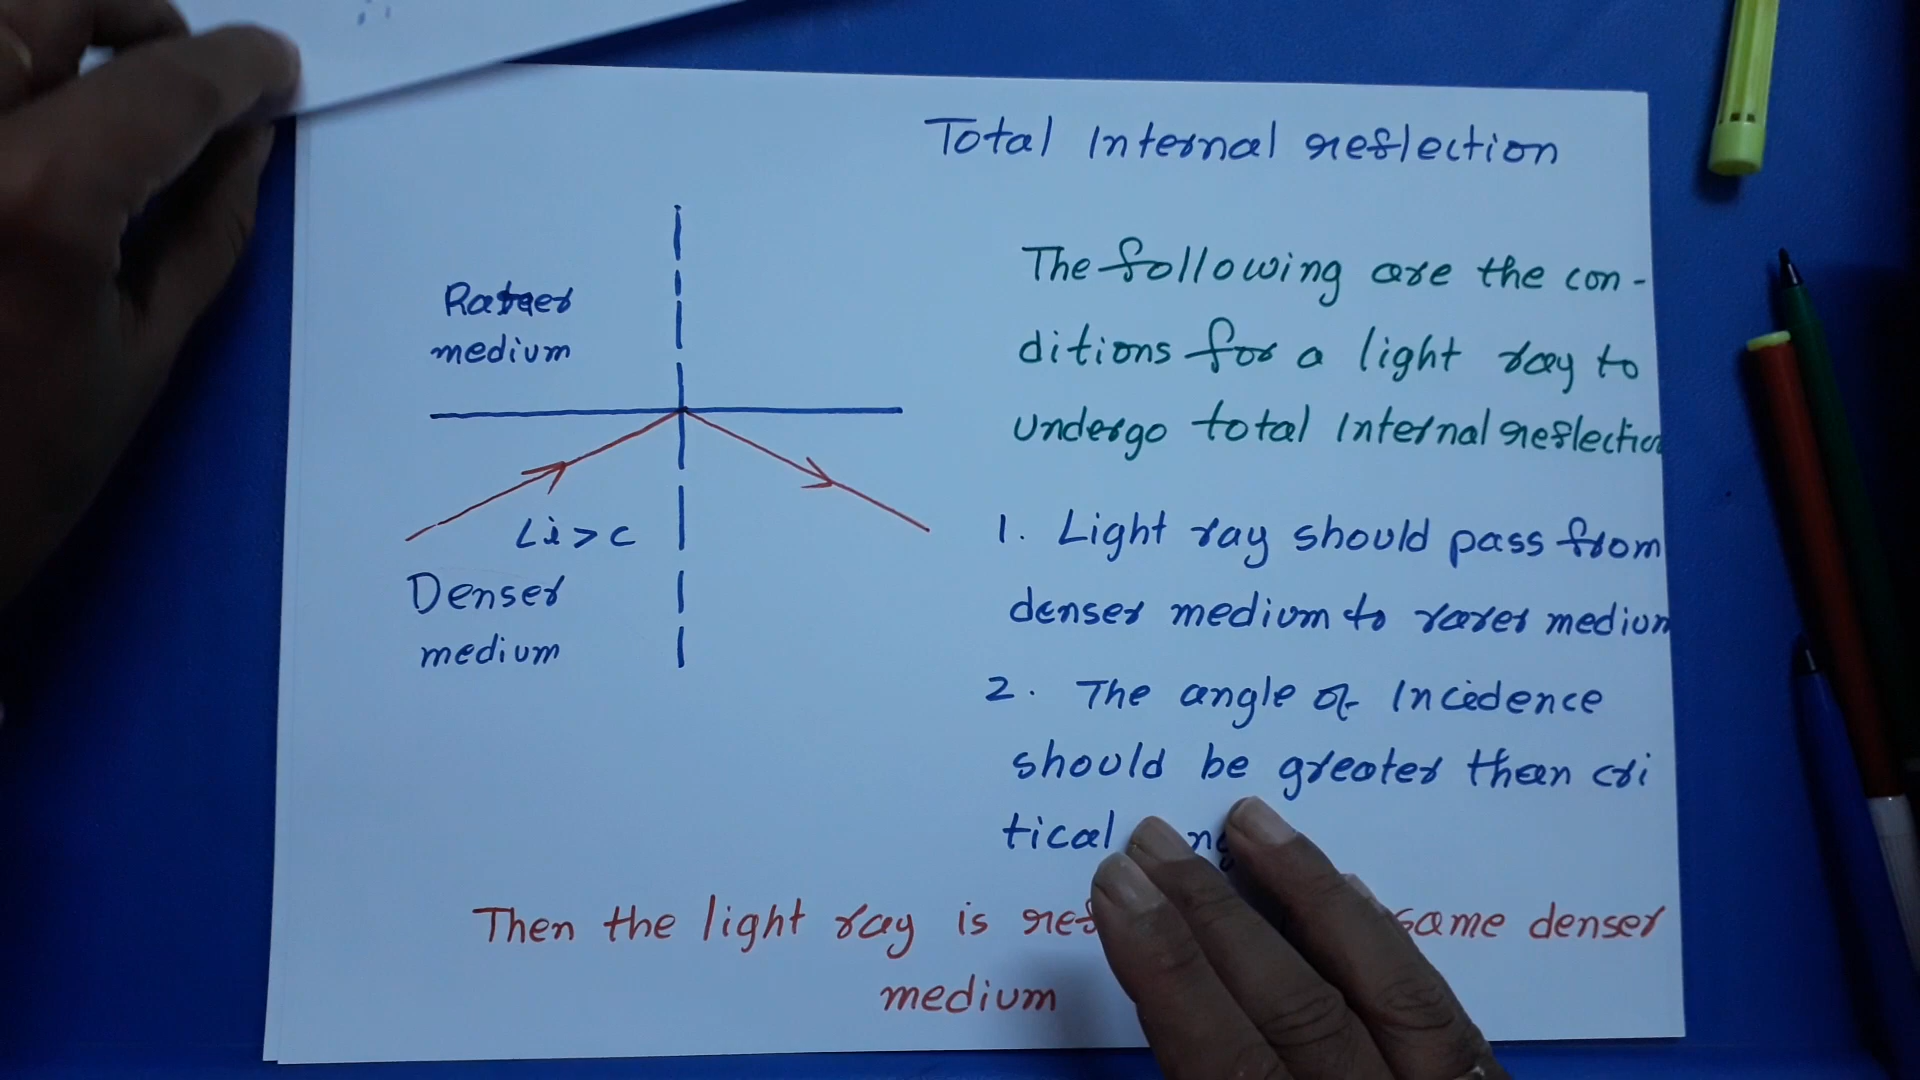 Total Internal reflection
The following are the con-
ditions for a light ray to
undergo total Internal reflection
1. Light ray should pass from
denser medium to rarer medium
2. The angle of Incidence
should be greater than cri
tical
Then the light ray is same denser
medium
medium
∠i > c
Denser
medium